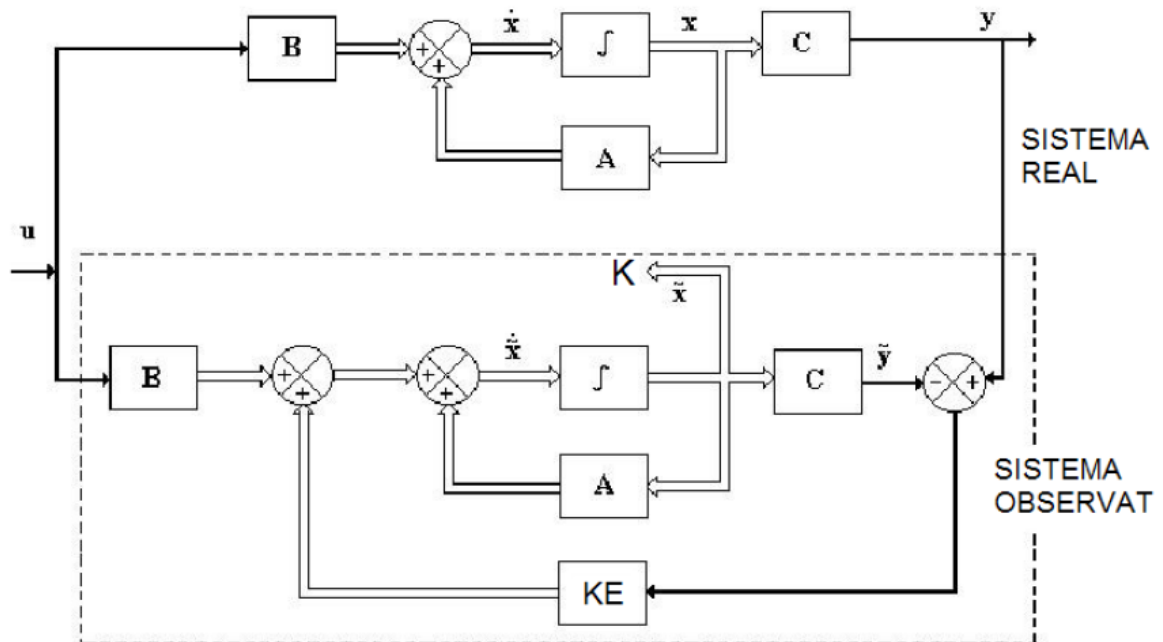 ẋ
x
y
B
+
+
∫
C
A
SISTEMA
REAL
u
K
x̃
B
+
+
+
+
x̃̇
∫
C
ỹ
-
+
A
SISTEMA
OBSERVAT
KE